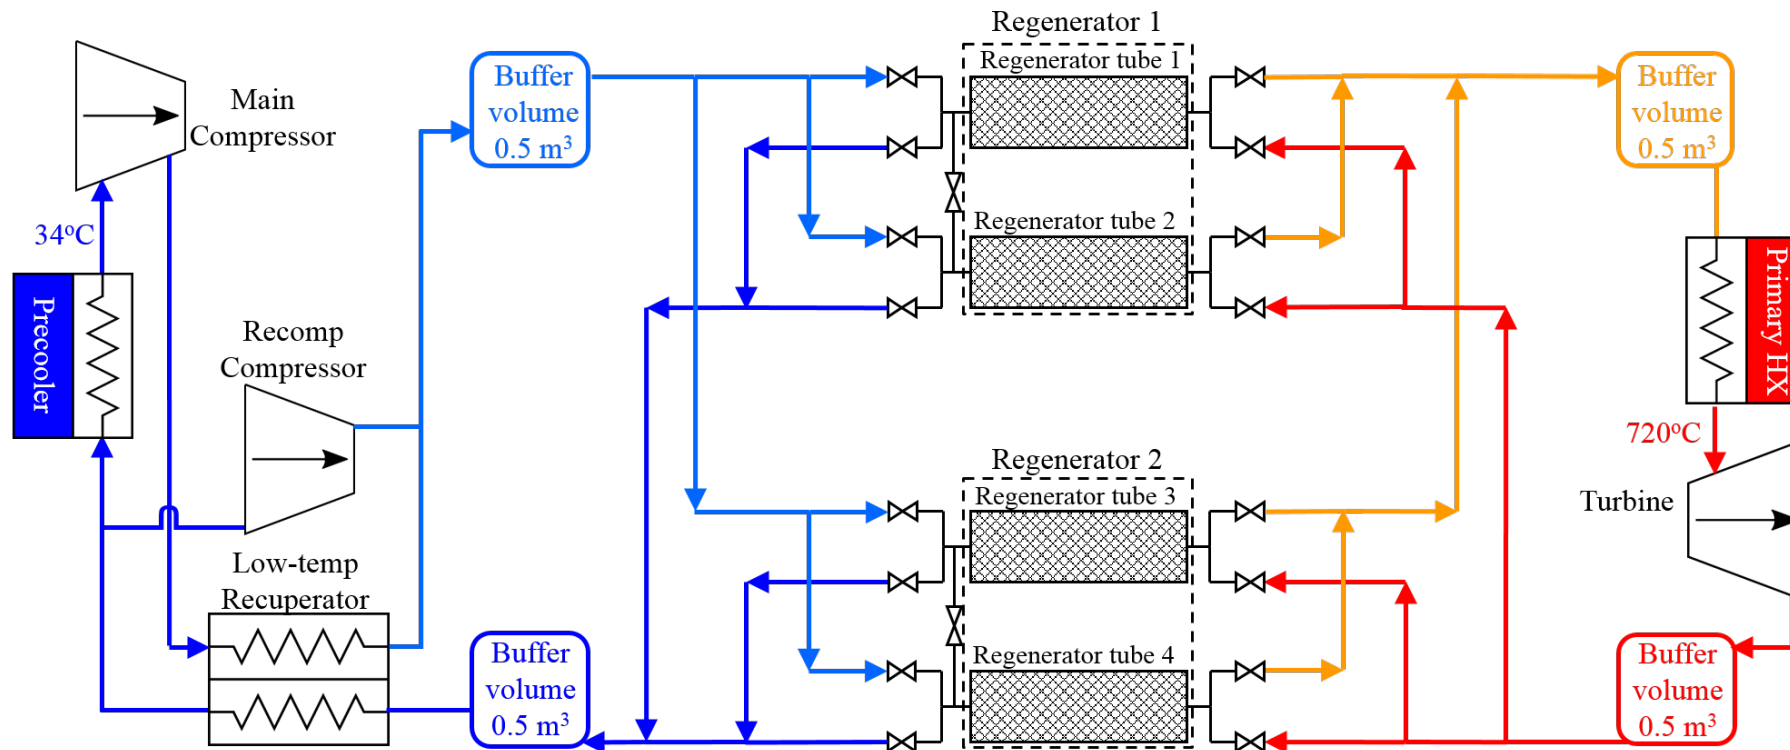 Main
Compressor
34°C
Precooler
Recomp
Compressor
Low-temp
Recuperator
Buffer
volume
0.5 m³
Buffer
volume
0.5 m³
Regenerator 1
Regenerator tube 1
Regenerator tube 2
Regenerator 2
Regenerator tube 3
Regenerator tube 4
Buffer
volume
0.5 m³
Primary HX
720°C
Turbine
Buffer
volume
0.5 m³